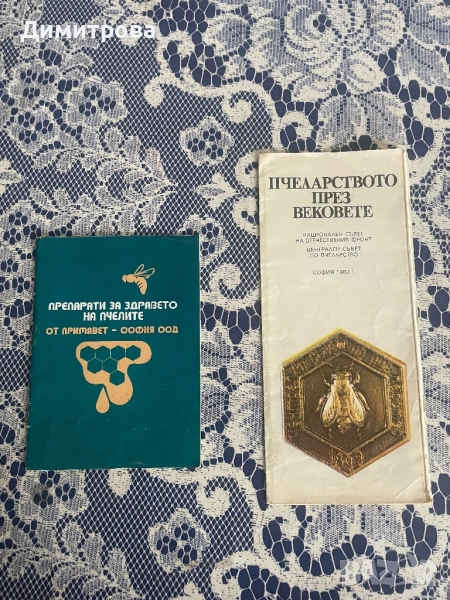 Димитрова
ПРЕПАРАТИ ЗА ЗДРАВЕТО
НА ПЧЕЛИТЕ
ОТ ПРИМАВЕТ - СОФИЯ ООД
ПЧЕЛАРСТВОТО
ПРЕЗ
ВЕКОВЕТЕ
НАЦИОНАЛЕН СЪВЕТ
НА ОТЕЧЕСТВЕНИЯ ФРОНТ
ЦЕНТРАЛЕН СЪВЕТ
ПО ПЧЕЛАРСТВО
СОФИЯ 1982 г.